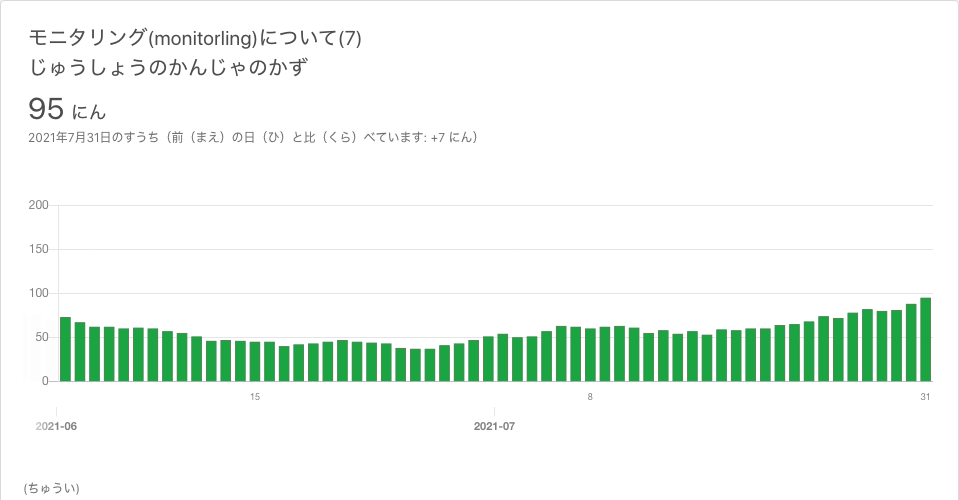 モニタリング(monitorling)について(7)
じゅうしょうのかんじゃのかず
95 にん
2021年7月31日のすうち（前（まえ）の日（ひ）と比（くら）べています: +7 にん）
200
150
100
50
0
15
8
31
2021-06
2021-07
(ちゅうい)